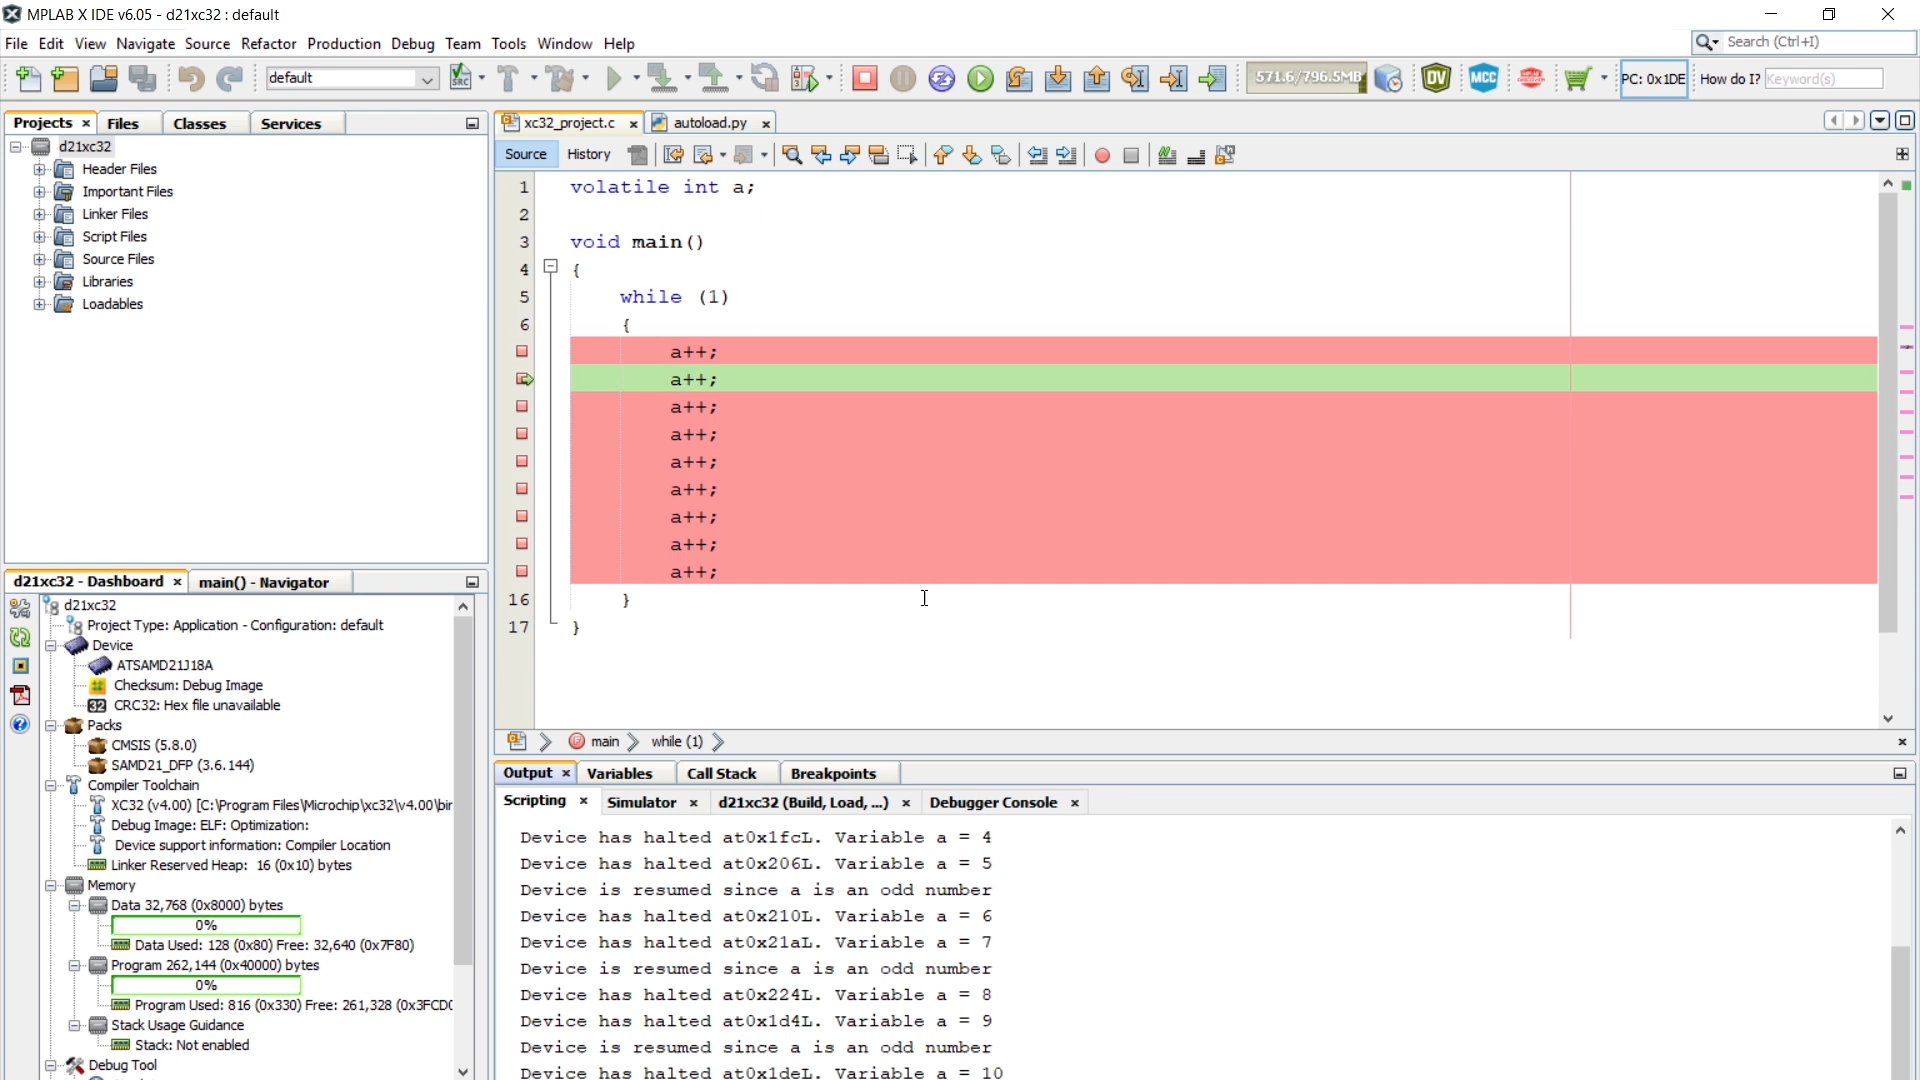 MPLAB X IDE v6.05 - d21xc32 : default
File Edit View Navigate Source Refactor Production Debug Team Tools Window Help
Search (Ctrl+I)
default
SRC
571.6/796.5MB
DV
MCC
PC: 0x1DE
How do I?
Keyword(s)
Projects
Files
Classes
Services
d21xc32
Header Files
Important Files
Linker Files
Script Files
Source Files
Libraries
Loadables
xc32_project.c
autoload.py
Source
History
1 volatile int a;
2
3 void main()
4 {
5 while (1)
6 {
a++;
a++;
a++;
a++;
a++;
a++;
a++;
a++;
a++;
16 }
17 }
main
while (1)
d21xc32 - Dashboard
main() - Navigator
d21xc32
Project Type: Application - Configuration: default
Device
ATSAMD21J18A
Checksum: Debug Image
32 CRC32: Hex file unavailable
Packs
CMSIS (5.8.0)
SAMD21_DFP (3.6.144)
Compiler Toolchain
XC32 (v4.00) [C:\Program Files\Microchip\xc32\v4.00\bin
Debug Image: ELF: Optimization:
Device support information: Compiler Location
Linker Reserved Heap: 16 (0x10) bytes
Memory
Data 32,768 (0x8000) bytes
0%
Data Used: 128 (0x80) Free: 32,640 (0x7F80)
Program 262,144 (0x40000) bytes
0%
Program Used: 816 (0x330) Free: 261,328 (0x3FCD0
Stack Usage Guidance
Stack: Not enabled
Debug Tool
Output
Variables
Call Stack
Breakpoints
Scripting
Simulator
d21xc32 (Build, Load, ...)
Debugger Console
Device has halted at0x1fcL. Variable a = 4
Device has halted at0x206L. Variable a = 5
Device is resumed since a is an odd number
Device has halted at0x210L. Variable a = 6
Device has halted at0x21aL. Variable a = 7
Device is resumed since a is an odd number
Device has halted at0x224L. Variable a = 8
Device has halted at0x1d4L. Variable a = 9
Device is resumed since a is an odd number
Device has halted at0x1deL. Variable a = 10